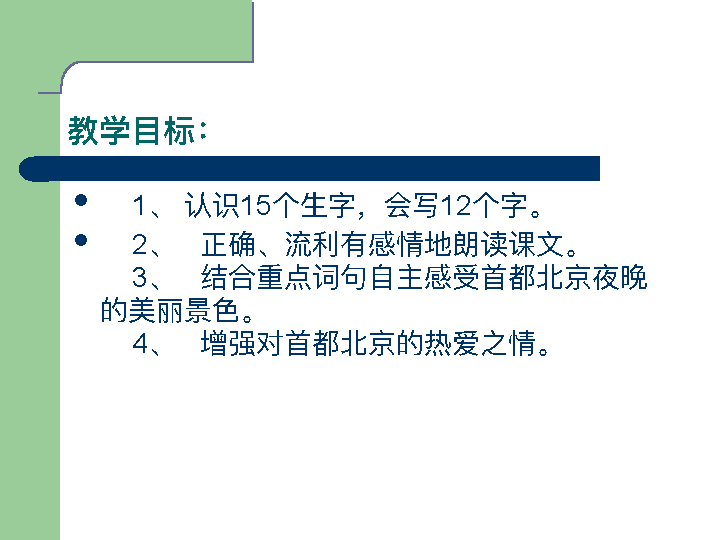 教学目标：
1、 认识15个生字，会写12个字。
2、 正确、流利有感情地朗读课文。
3、 结合重点词句自主感受首都北京夜晚
的美丽景色。
4、 增强对首都北京的热爱之情。